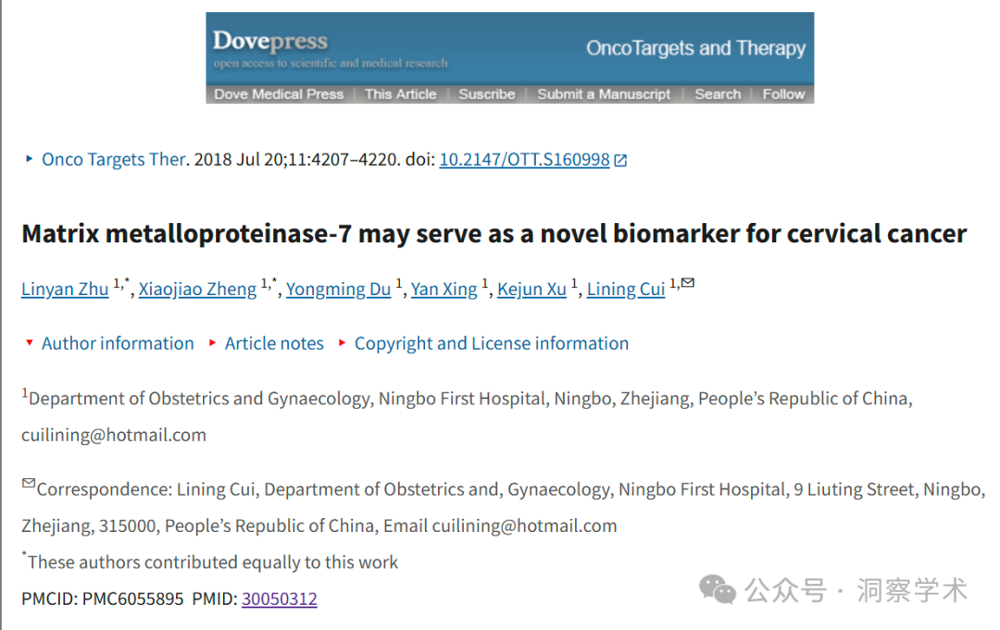 Dovepress
open access to scientific and medical research
OncoTargets and Therapy
Dove Medical Press | This Article | Suscribe | Submit a Manuscript | Search | Follow
Onco Targets Ther. 2018 Jul 20;11:4207–4220. doi: 10.2147/OTT.S160998
Matrix metalloproteinase-7 may serve as a novel biomarker for cervical cancer
Linyan Zhu 1,*, Xiaojiao Zheng 1,*, Yongming Du 1, Yan Xing 1, Kejun Xu 1, Lining Cui 1,✉
Author information Article notes Copyright and License information
1Department of Obstetrics and Gynaecology, Ningbo First Hospital, Ningbo, Zhejiang, People’s Republic of China,
cuilining@hotmail.com
✉Correspondence: Lining Cui, Department of Obstetrics and, Gynaecology, Ningbo First Hospital, 9 Liuting Street, Ningbo,
Zhejiang, 315000, People’s Republic of China, Email cuilining@hotmail.com
*These authors contributed equally to this work
PMCID: PMC6055895 PMID: 30050312
公众号 · 洞察学术